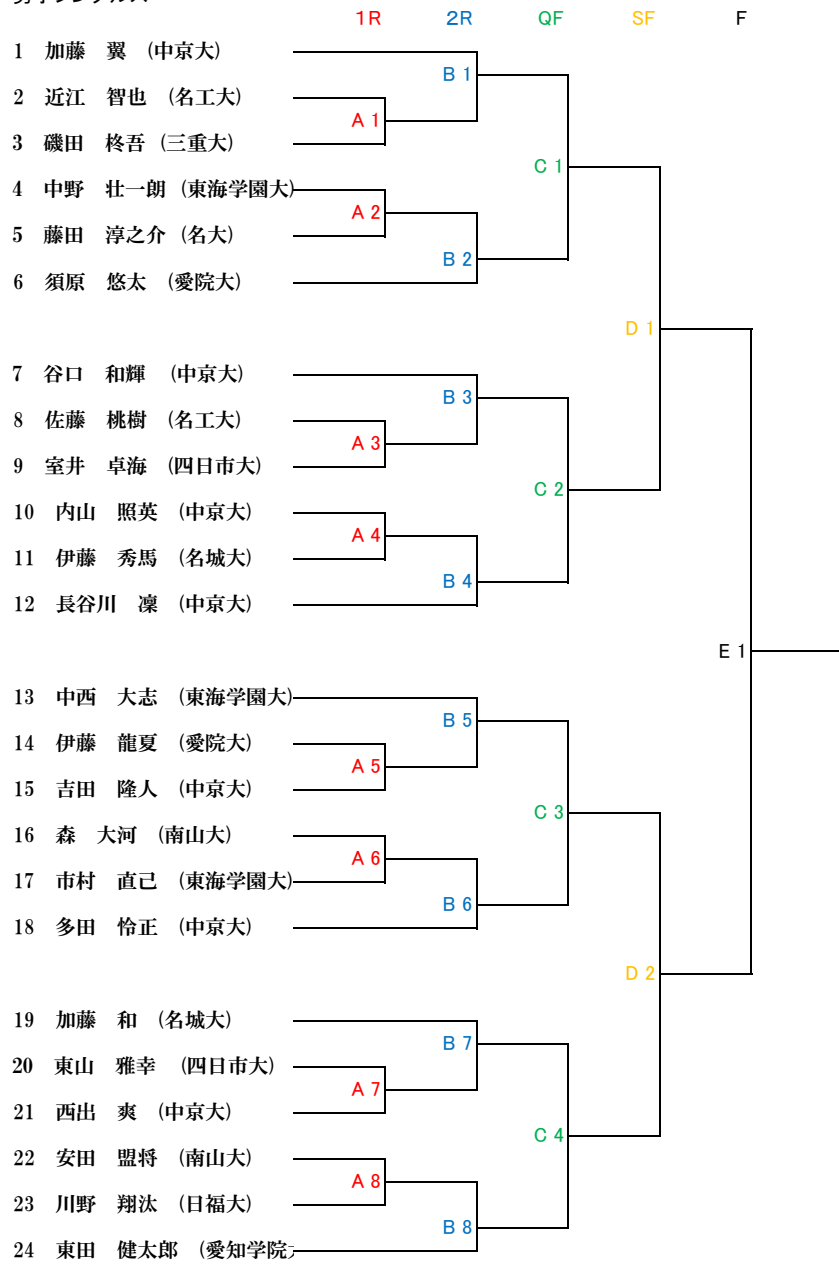 1R 2R QF SF F
1 加藤 翼 (中京大)
B 1
2 近江 智也 (名工大)
A 1
3 磯田 柊吾 (三重大)
C 1
4 中野 壮一朗 (東海学園大)
A 2
5 藤田 淳之介 (名大)
B 2
6 須原 悠太 (愛院大)
D 1
7 谷口 和輝 (中京大)
B 3
8 佐藤 桃樹 (名工大)
A 3
9 室井 卓海 (四日市大)
C 2
10 内山 照英 (中京大)
A 4
11 伊藤 秀馬 (名城大)
B 4
12 長谷川 凜 (中京大)
E 1
13 中西 大志 (東海学園大)
B 5
14 伊藤 龍夏 (愛院大)
A 5
15 吉田 隆人 (中京大)
C 3
16 森 大河 (南山大)
A 6
17 市村 直己 (東海学園大)
B 6
18 多田 怜正 (中京大)
D 2
19 加藤 和 (名城大)
B 7
20 東山 雅幸 (四日市大)
A 7
21 西出 爽 (中京大)
C 4
22 安田 盟将 (南山大)
A 8
23 川野 翔汰 (日福大)
B 8
24 東田 健太郎 (愛知学院